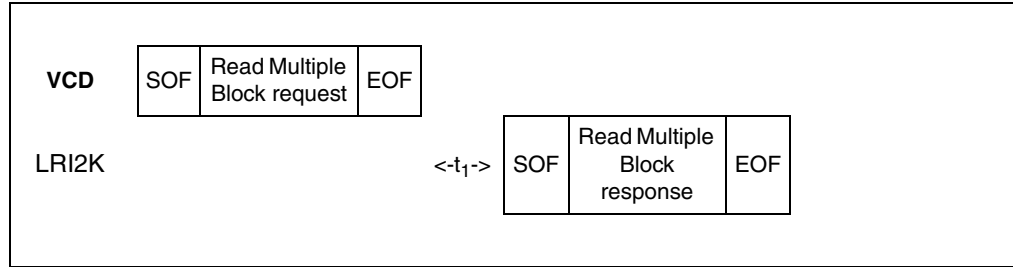 VCD
SOF
Read Multiple
Block request
EOF
LRI2K
<-t1->
SOF
Read Multiple
Block
response
EOF